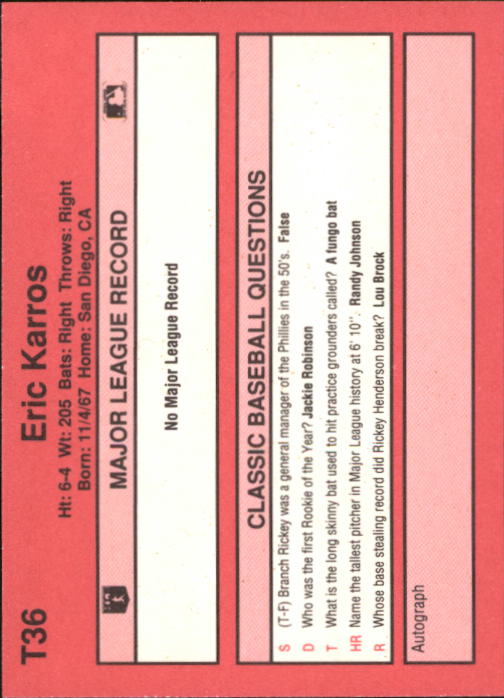 T36 Eric Karros
Ht: 6-4 Wt: 205 Bats: Right Throws: Right
Born: 11/4/67 Home: San Diego, CA
MAJOR LEAGUE RECORD
No Major League Record
CLASSIC BASEBALL QUESTIONS
S (T-F) Branch Rickey was a general manager of the Phillies in the 50's. False
D Who was the first Rookie of the Year? Jackie Robinson
T What is the long skinny bat used to hit practice grounders called? A fungo bat
HR Name the tallest pitcher in Major League history at 6' 10". Randy Johnson
R Whose base stealing record did Rickey Henderson break? Lou Brock
Autograph